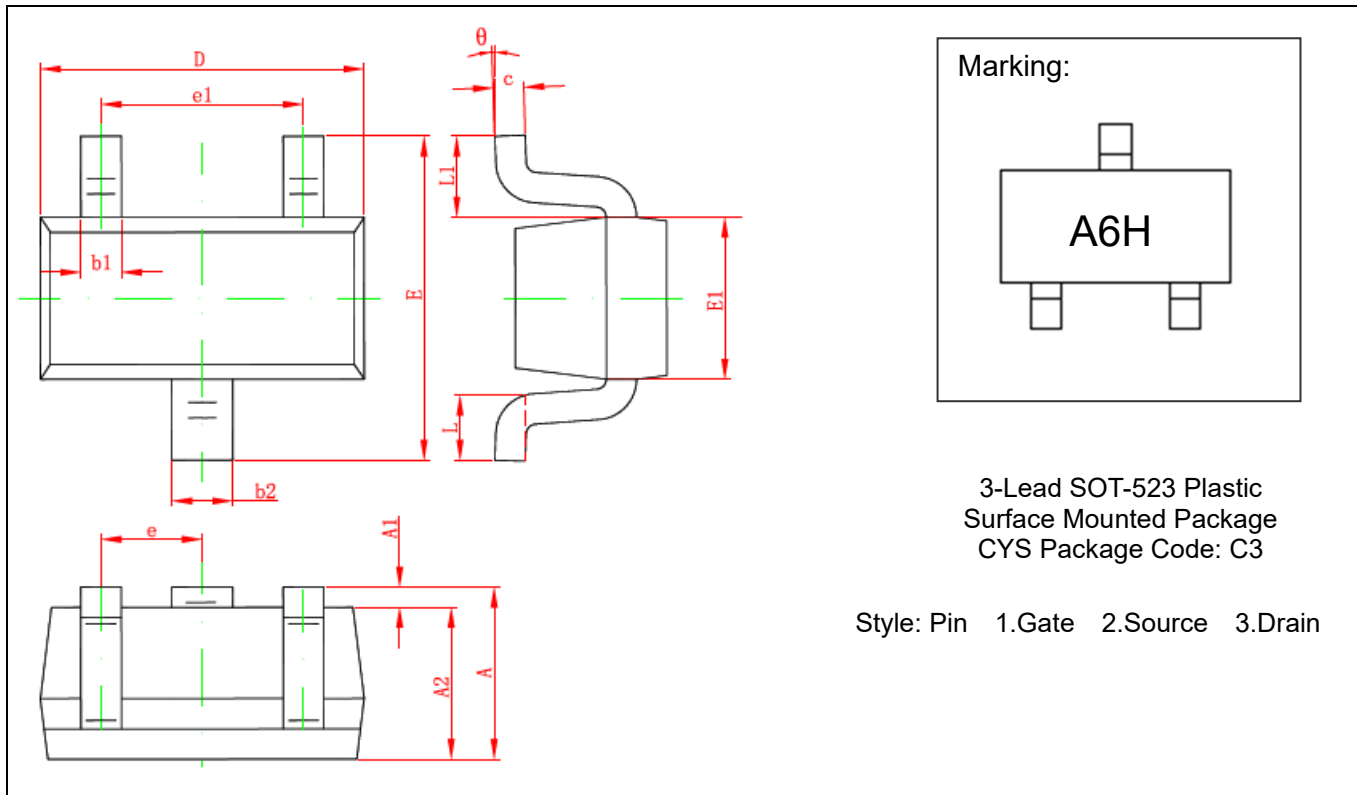 θ
D
c
e1
L1
b1
E
E1
L
b2
e
A1
A2
A
Marking:
A6H
3-Lead SOT-523 Plastic
Surface Mounted Package
CYS Package Code: C3
Style: Pin 1.Gate 2.Source 3.Drain